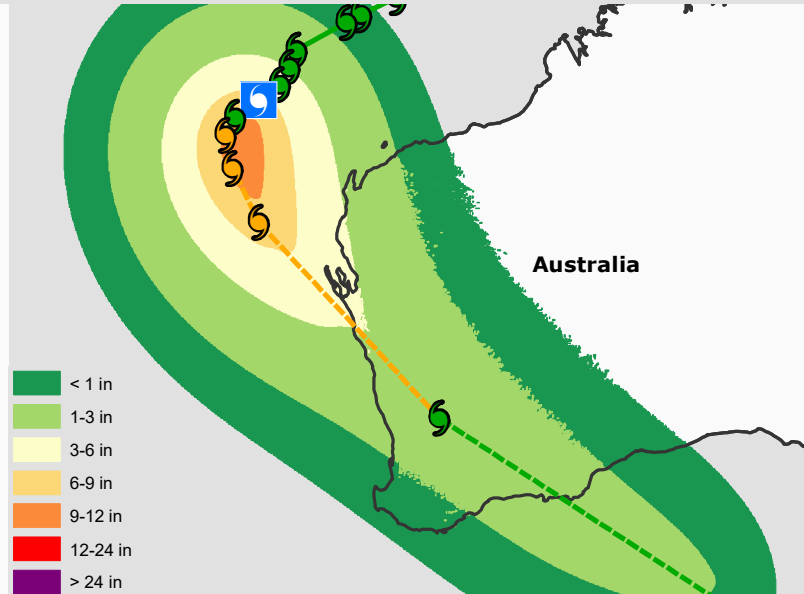 Australia
< 1 in
1-3 in
3-6 in
6-9 in
9-12 in
12-24 in
> 24 in